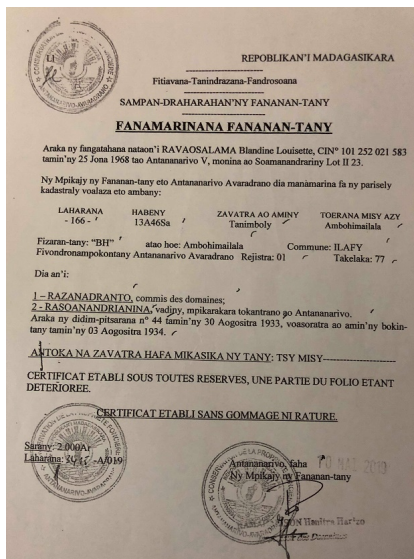 REPOBLIKAN'I MADAGASIKARA
Fitiavana-Tanindrazana-Fandrosoana
SAMPAN-DRAHARAHAN'NY FANANAN-TANY
FANAMARINANA FANANAN-TANY
Araka ny fangatahana nataon'i RAVAOSALAMA Blandine Louisette, CIN° 101 252 021 583
tamin'ny 25 Jona 1968 tao Antananarivo V, monina ao Soamanandrariny Lot II 23.
Ny Mpikajy ny Fananan-tany eto Antananarivo Avaradrano dia manamarina fa ny parisely
kadastraly voalaza eto ambany:
LAHARANA HABENY ZAVATRA AO AMINY TOERANA MISY AZY
- 166 - 13A46Sa Tanimboly Ambohimailala
Fizaran-tany: "BH" atao hoe: Ambohimailala Commune: ILAFY
Fivondronampokontany Antananarivo Avaradrano Rejistra: 01 Takelaka: 77
Dia an'i:
1 – RAZANADRANTO, commis des domaines;
2 - RASOANANDRIANINA, vadiny, mpikarakara tokantrano ao Antananarivo.
Araka ny didim-pitsarana n° 44 tamin'ny 30 Aogositra 1933, voasoratra ao amin'ny bokin-
tany tamin'ny 03 Aogositra 1934.
ANTOKA NA ZAVATRA HAFA MIKASIKA NY TANY: TSY MISY----------------------
CERTIFICAT ETABLI SOUS TOUTES RESERVES, UNE PARTIE DU FOLIO ETANT
DETERIOREE.
CERTIFICAT ETABLI SANS GOMMAGE NI RATURE.
Sarany: 2.000Ar
Laharana: -A/019
Antananarivo, faha
Ny Mpikajy ny Fananan-tany